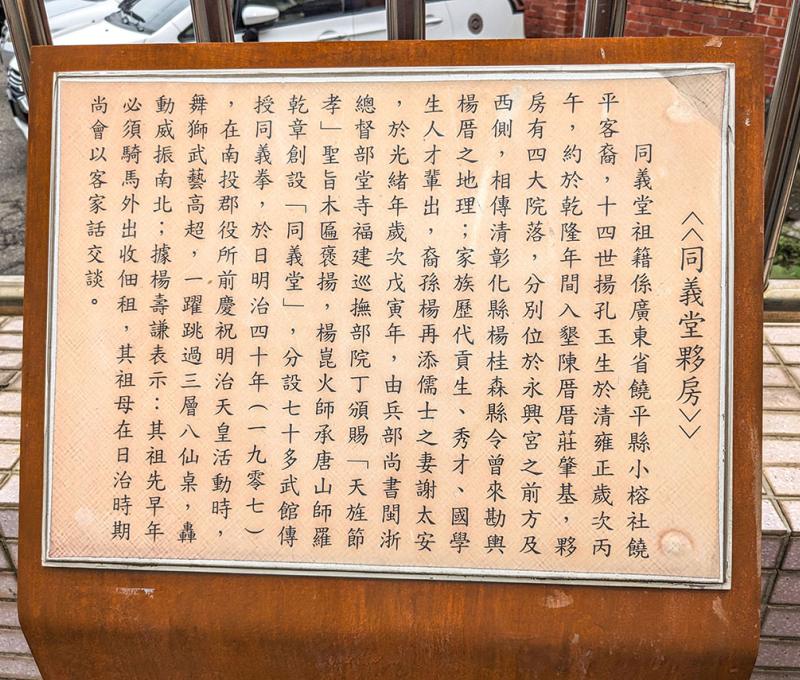 ︿︿同義堂夥房﹀﹀
同義堂祖籍係廣東省饒平縣小榕社饒
平客裔，十四世揚孔玉生於清雍正歲次丙
午，約於乾隆年間入墾陳厝厝莊肇基，夥
房有四大院落，分別位於永興宮之前方及
西側，相傳清彰化縣楊桂森縣令曾來勘輿
楊厝之地理；家族歷代貢生、秀才、國學
生人才輩出，裔孫楊再添儒士之妻謝太安
，於光緒年歲次戊寅年，由兵部尚書閩浙
總督部堂寺福建巡撫部院丁頒賜「天旌節
孝」聖旨木匾褒揚，楊崑火師承唐山師羅
乾章創設「同義堂」，分設七十多武館傳
授同義拳，於日明治四十年（一九零七）
，在南投郡役所前慶祝明治天皇活動時，
舞獅武藝高超，一躍跳過三層八仙桌，轟
動威振南北；據楊壽謙表示：其祖先早年
必須騎馬外出收佃租，其祖母在日治時期
尚會以客家話交談。